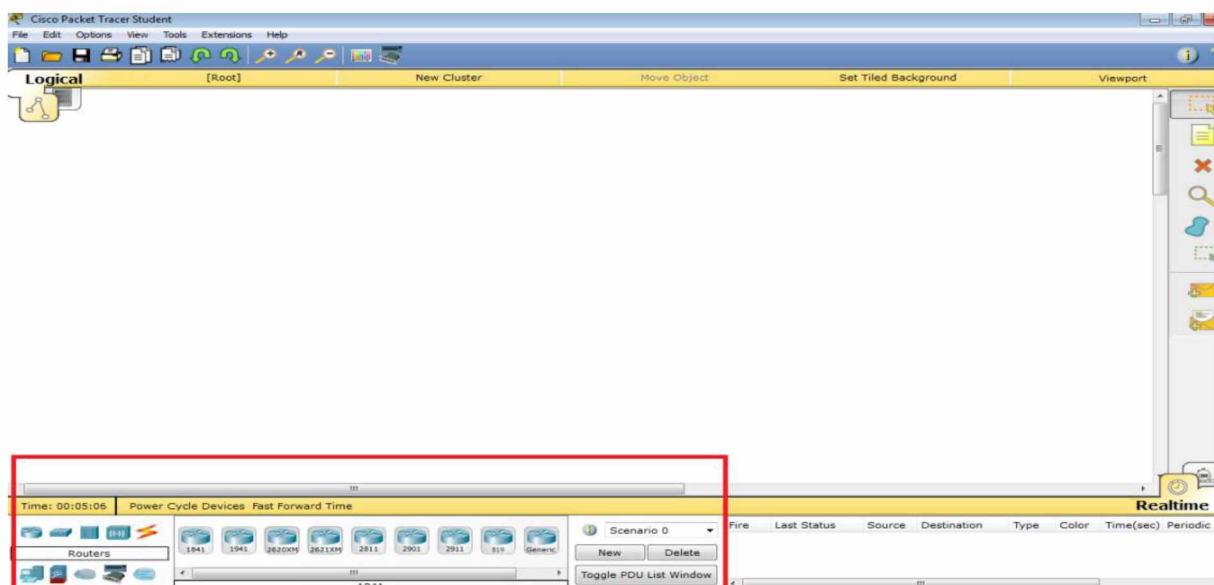 Cisco Packet Tracer Student
File Edit Options View Tools Extensions Help
Logical [Root] New Cluster Move Object Set Tiled Background Viewport
Time: 00:05:06 Power Cycle Devices Fast Forward Time
Realtime
Fire Last Status Source Destination Type Color Time(sec) Periodic
Scenario 0
1841 1941 2620XM 2621XM 2811 2901 2911 819 Generic
Routers
New Delete
Toggle PDU List Window
1841